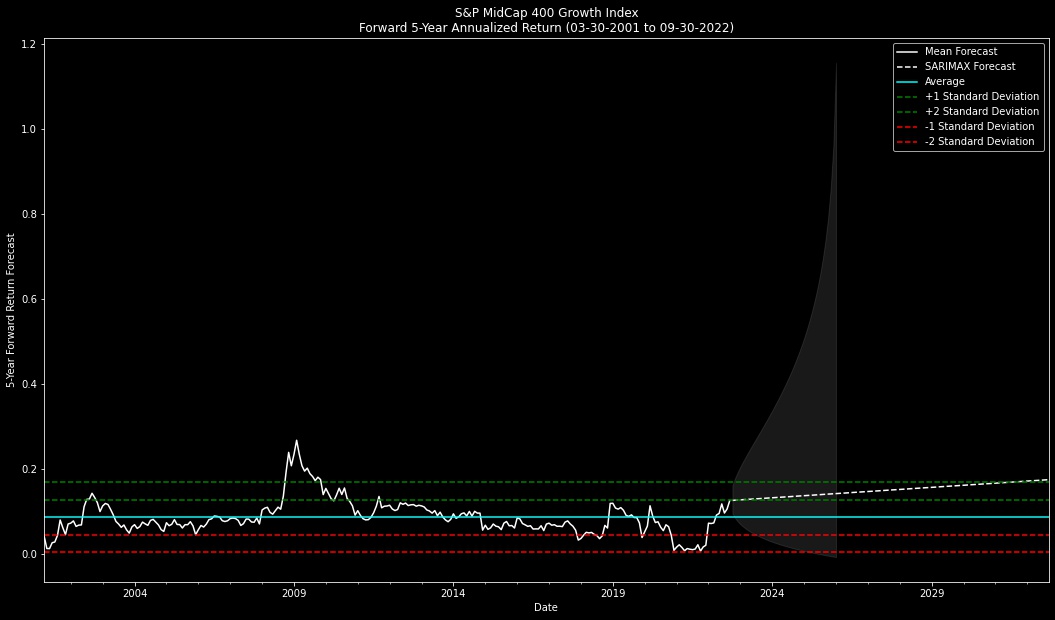 S&P MidCap 400 Growth Index
Forward 5-Year Annualized Return (03-30-2001 to 09-30-2022)
1.2
1.0
0.8
0.6
0.4
0.2
0.0
5-Year Forward Return Forecast
Mean Forecast
SARIMAX Forecast
Average
+1 Standard Deviation
+2 Standard Deviation
-1 Standard Deviation
-2 Standard Deviation
2004
2009
2014
2019
2024
2029
Date